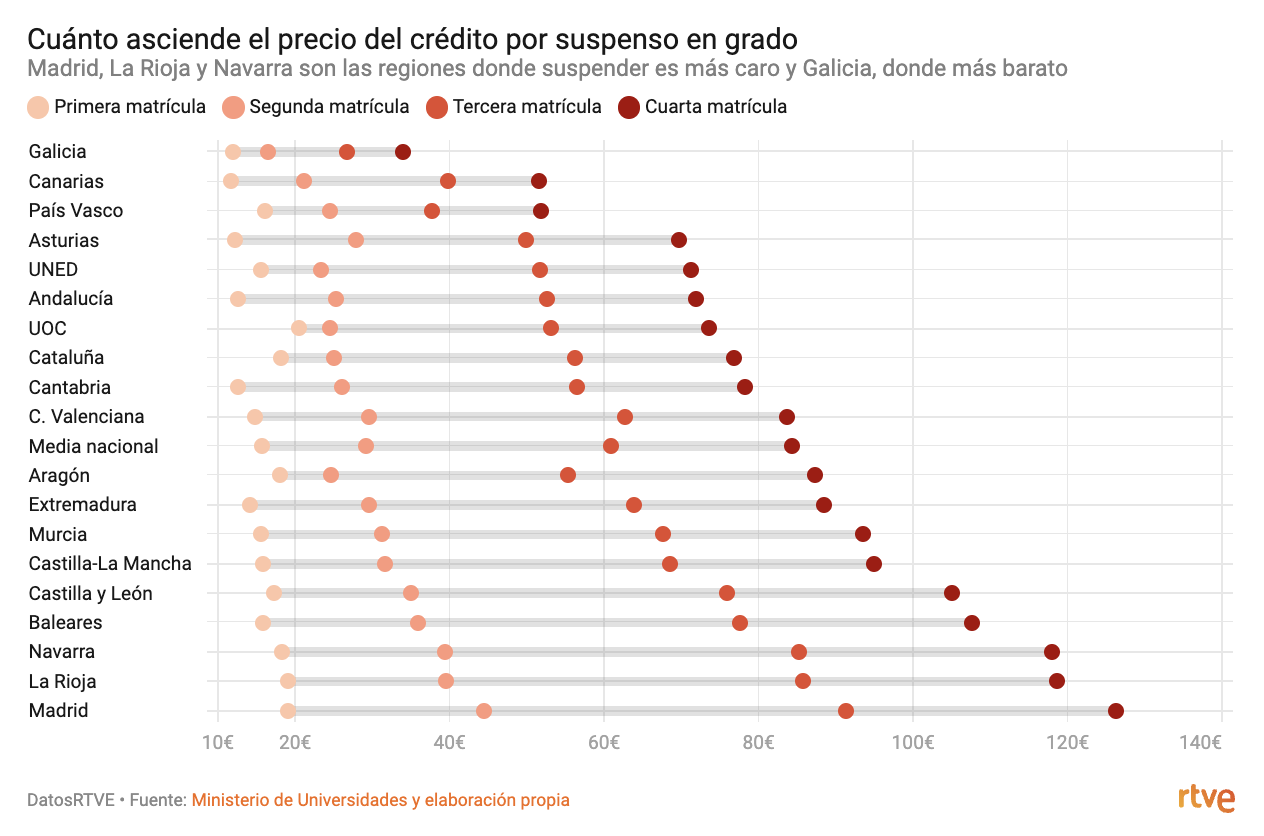 Cuánto asciende el precio del crédito por suspenso en grado
Madrid, La Rioja y Navarra son las regiones donde suspender es más caro y Galicia, donde más barato
Primera matrícula Segunda matrícula Tercera matrícula Cuarta matrícula
Galicia
Canarias
País Vasco
Asturias
UNED
Andalucía
UOC
Cataluña
Cantabria
C. Valenciana
Media nacional
Aragón
Extremadura
Murcia
Castilla-La Mancha
Castilla y León
Baleares
Navarra
La Rioja
Madrid
10€ 20€ 40€ 60€ 80€ 100€ 120€ 140€
DatosRTVE • Fuente: Ministerio de Universidades y elaboración propia
rtve